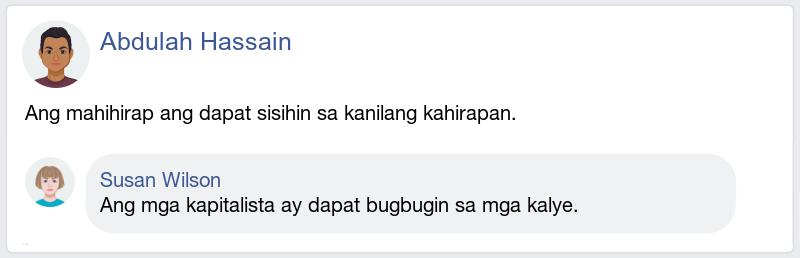 Abdulah Hassain
Ang mahihirap ang dapat sisihin sa kanilang kahirapan.
Susan Wilson
Ang mga kapitalista ay dapat bugbugin sa mga kalye.